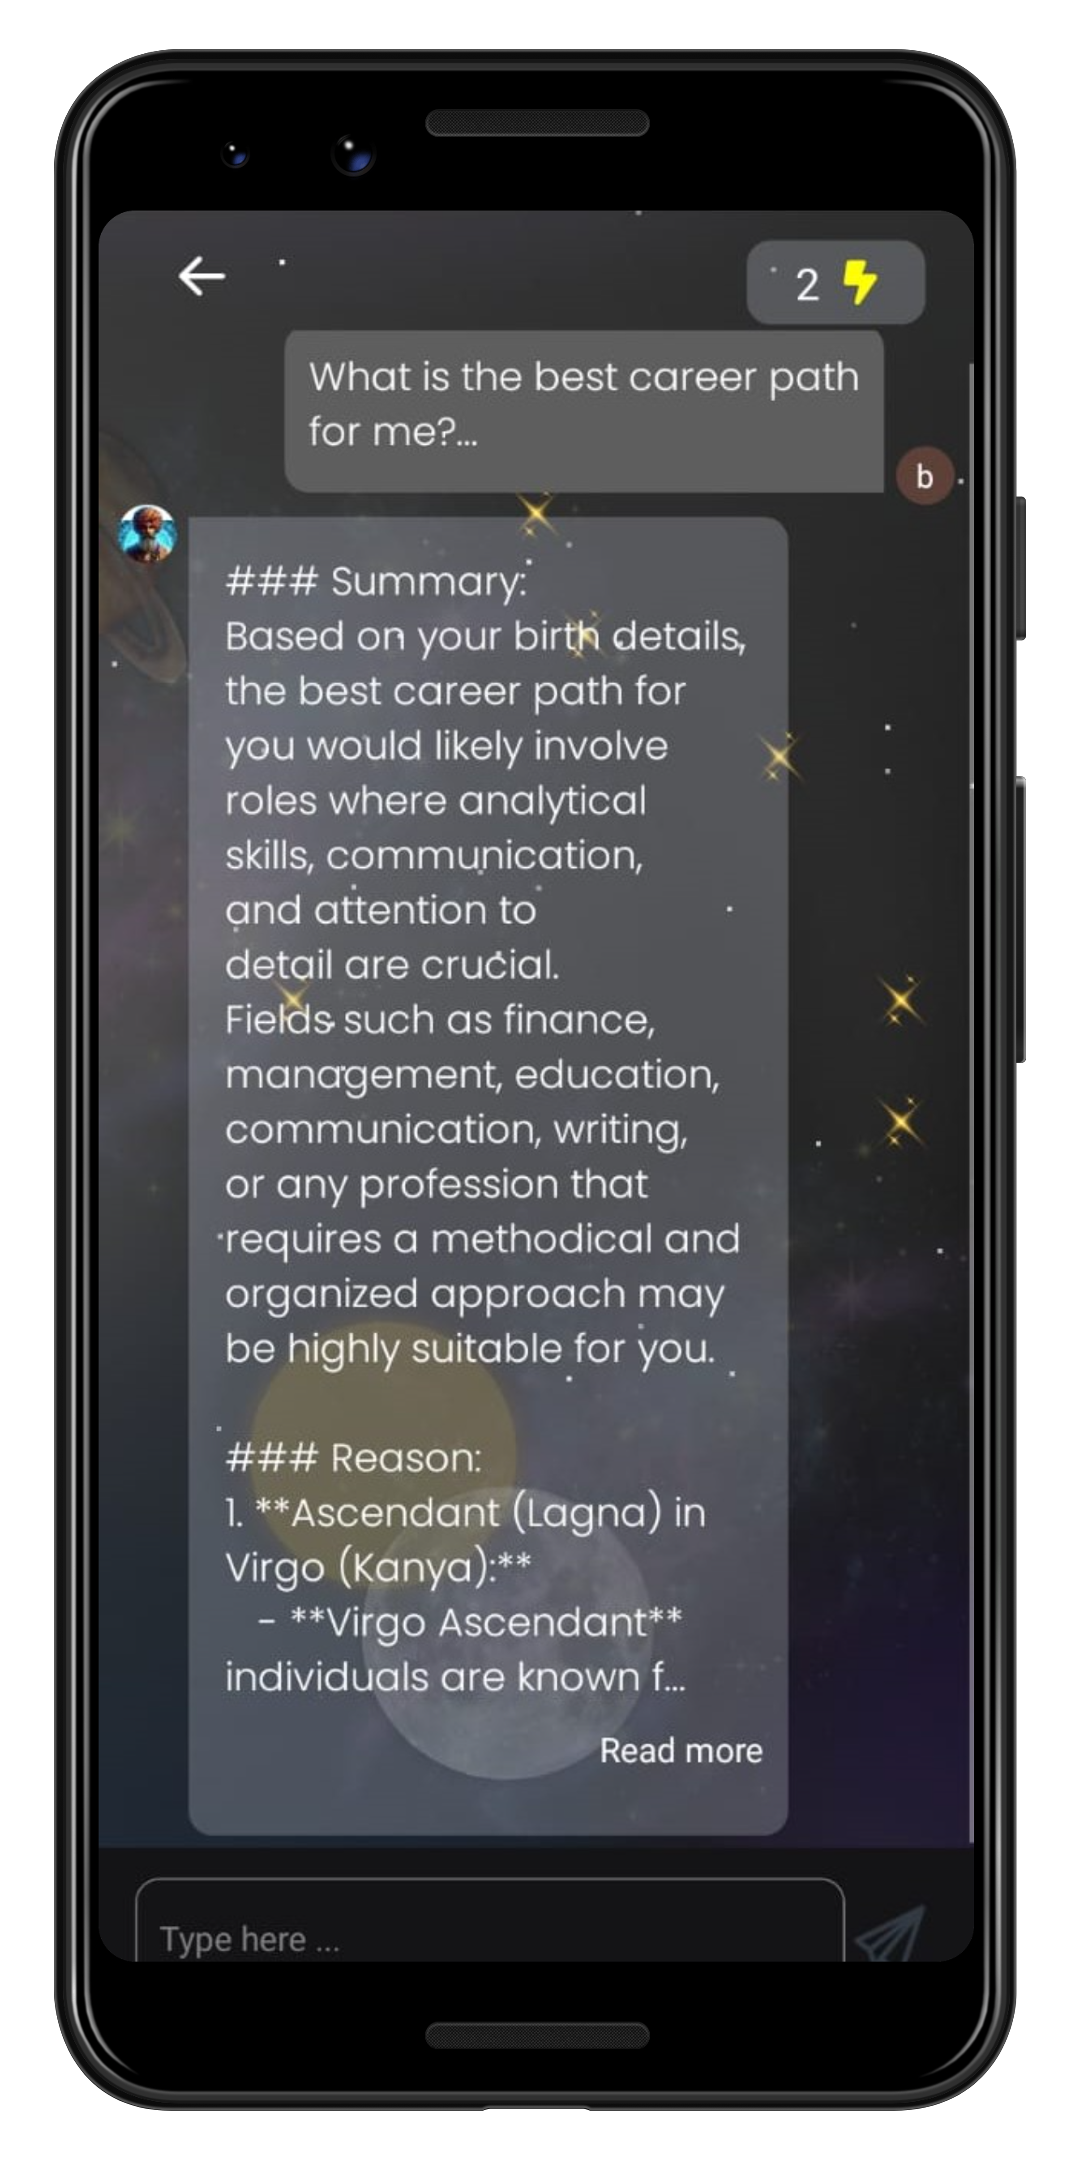 2
What is the best career path
for me?...
b
### Summary:
Based on your birth details,
the best career path for
you would likely involve
roles where analytical
skills, communication,
and attention to
detail are crucial.
Fields such as finance,
management, education,
communication, writing,
or any profession that
requires a methodical and
organized approach may
be highly suitable for you.
### Reason:
1. **Ascendant (Lagna) in
Virgo (Kanya):**
- **Virgo Ascendant**
individuals are known f...
Read more
Type here ...